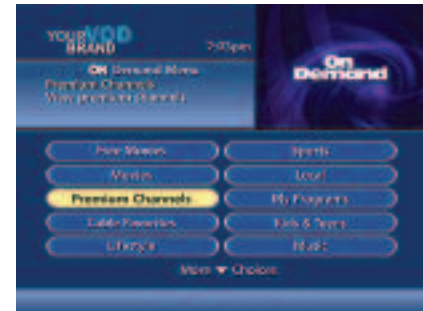 YOUR VOD
BRAND 7:03pm
ON Demand Menu
Premium Channels
View premium channels
On
Demand
Free Movies Sports
Movies Local
Premium Channels My Programs
Cable Favorites Kids & Teens
Lifestyle Music
More Choices